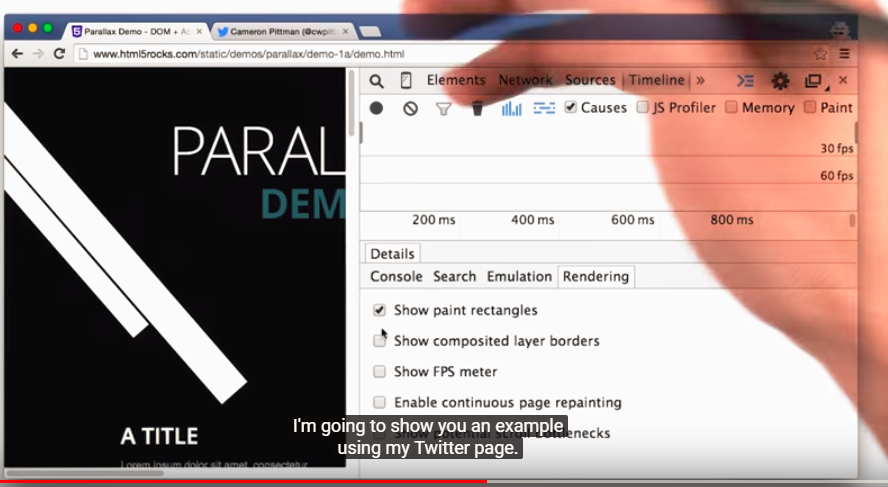 Parallax Demo - DOM + A
Cameron Pittman (@cwpitt
www.html5rocks.com/static/demos/parallax/demo-1a/demo.html
Elements Network Sources Timeline »
Causes JS Profiler Memory Paint
30 fps
60 fps
200 ms 400 ms 600 ms 800 ms
Details
Console Search Emulation Rendering
Show paint rectangles
Show composited layer borders
Show FPS meter
Enable continuous page repainting
Show potential scroll bottlenecks
PARAL
DEM
A TITLE
Lorem ipsum dolor sit amet, consectetur
I'm going to show you an example
using my Twitter page.